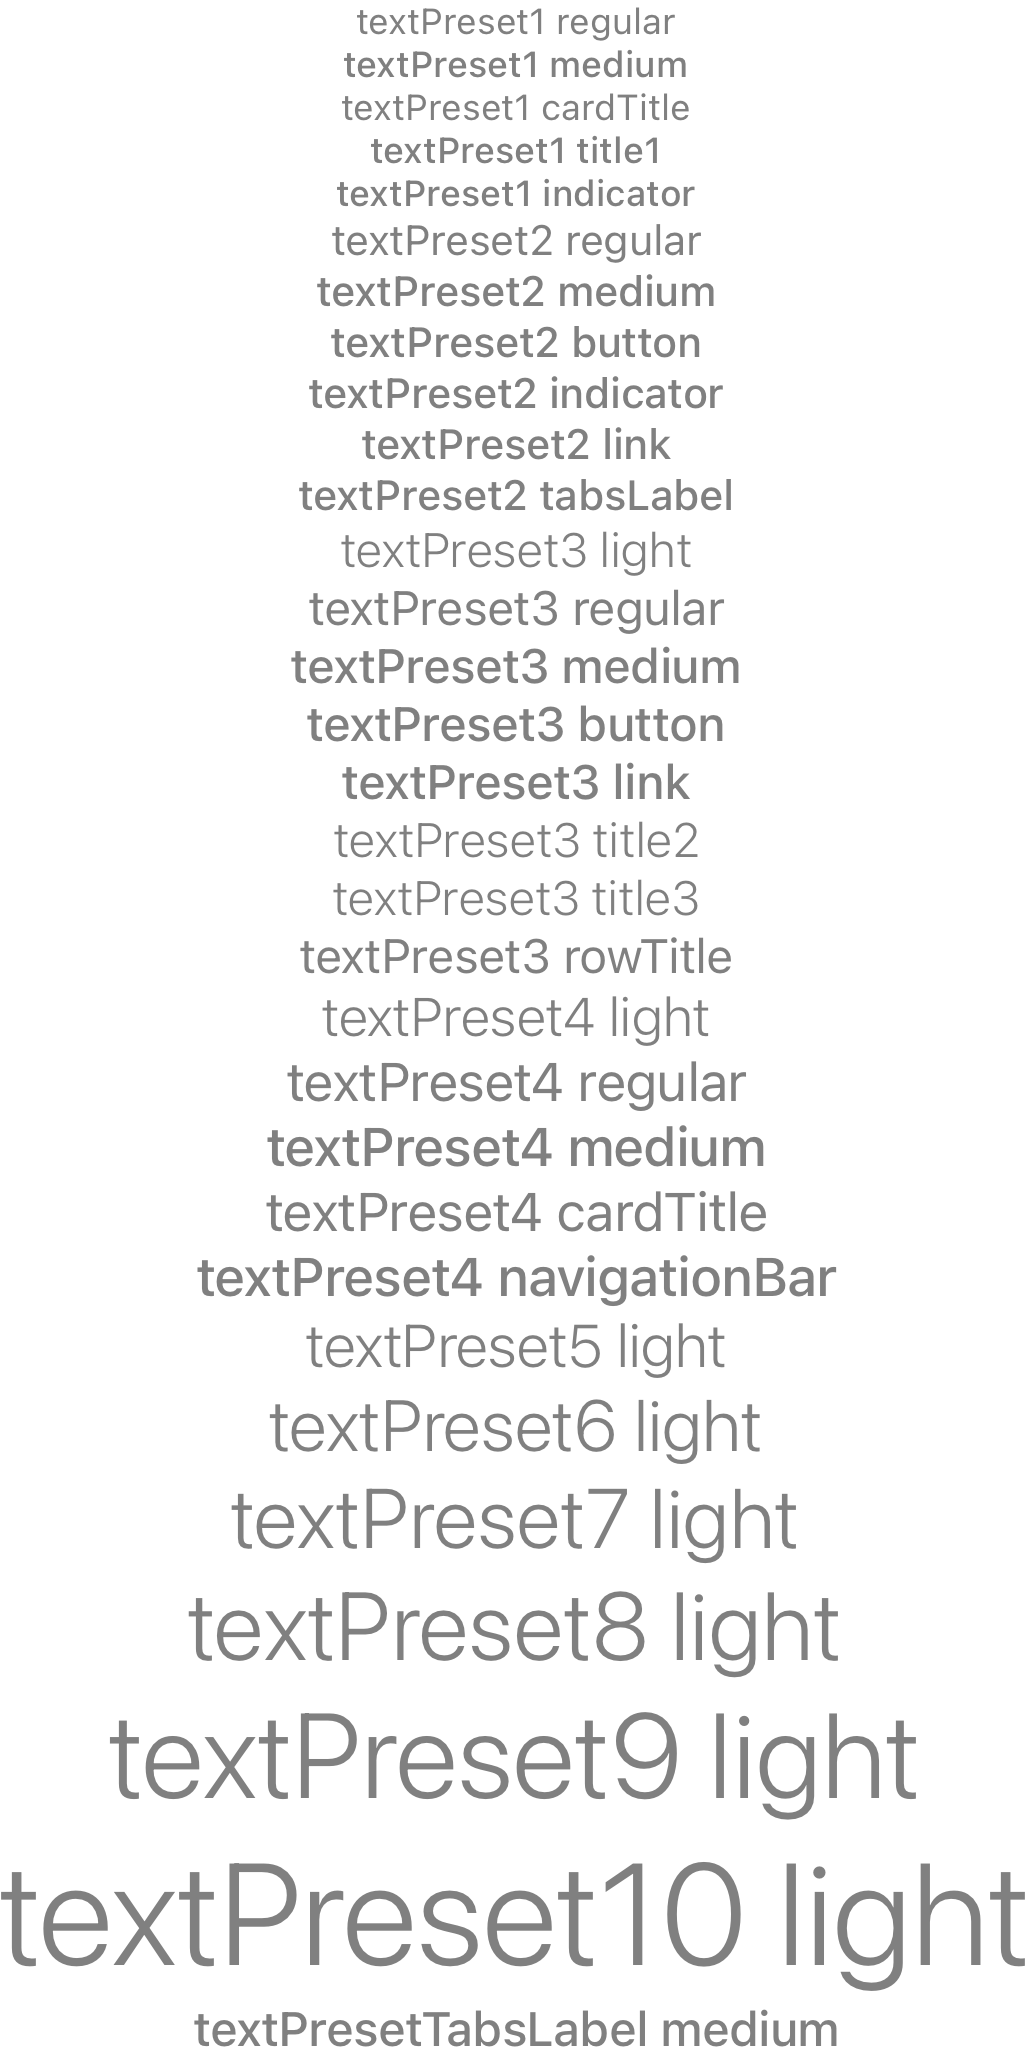 textPreset1 regular
textPreset1 medium
textPreset1 cardTitle
textPreset1 title1
textPreset1 indicator
textPreset2 regular
textPreset2 medium
textPreset2 button
textPreset2 indicator
textPreset2 link
textPreset2 tabsLabel
textPreset3 light
textPreset3 regular
textPreset3 medium
textPreset3 button
textPreset3 link
textPreset3 title2
textPreset3 title3
textPreset3 rowTitle
textPreset4 light
textPreset4 regular
textPreset4 medium
textPreset4 cardTitle
textPreset4 navigationBar
textPreset5 light
textPreset6 light
textPreset7 light
textPreset8 light
textPreset9 light
textPreset10 light
textPresetTabsLabel medium